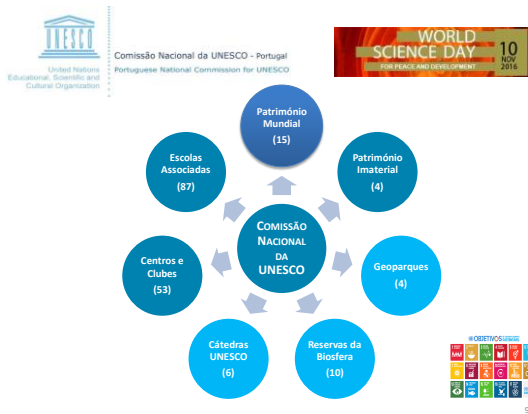 UNESCO
United Nations
Educational, Scientific and
Cultural Organization
Comissão Nacional da UNESCO - Portugal
Portuguese National Commission for UNESCO
WORLD
SCIENCE DAY
FOR PEACE AND DEVELOPMENT
10
NOV
2016
Património
Mundial
(15)
Escolas
Associadas
(87)
Património
Imaterial
(4)
COMISSÃO
NACIONAL
DA
UNESCO
Centros e
Clubes
(53)
Geoparques
(4)
Cátedras
UNESCO
(6)
Reservas da
Biosfera
(10)
OBJETIVOS